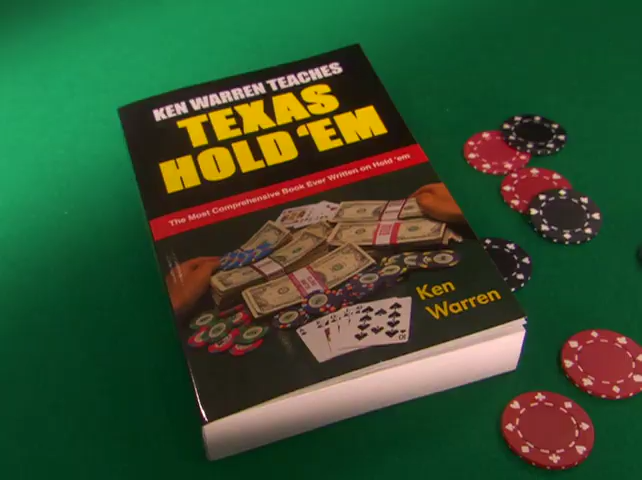 KEN WARREN TEACHES
TEXAS
HOLD 'EM
The Most Comprehensive Book Ever Written on Hold 'em
Ken
Warren